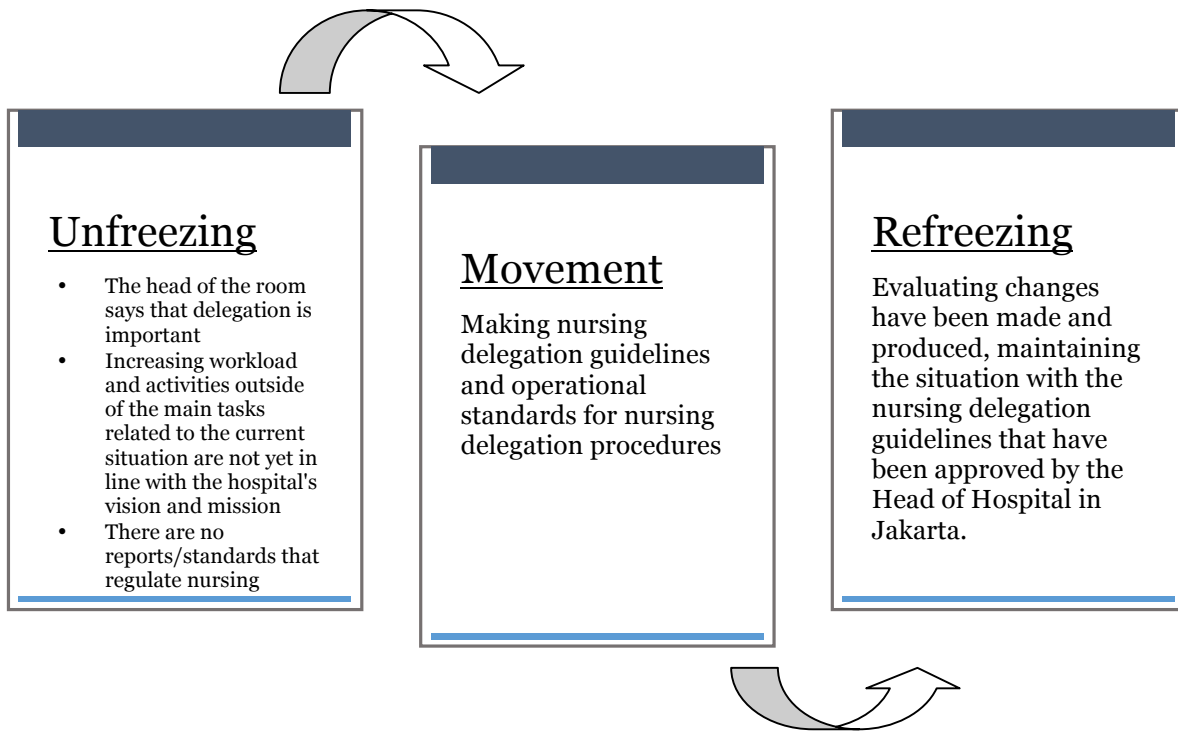 Unfreezing
• The head of the room
says that delegation is
important
• Increasing workload
and activities outside
of the main tasks
related to the current
situation are not yet in
line with the hospital's
vision and mission
• There are no
reports/standards that
regulate nursing
Movement
Making nursing
delegation guidelines
and operational
standards for nursing
delegation procedures
Refreezing
Evaluating changes
have been made and
produced, maintaining
the situation with the
nursing delegation
guidelines that have
been approved by the
Head of Hospital in
Jakarta.